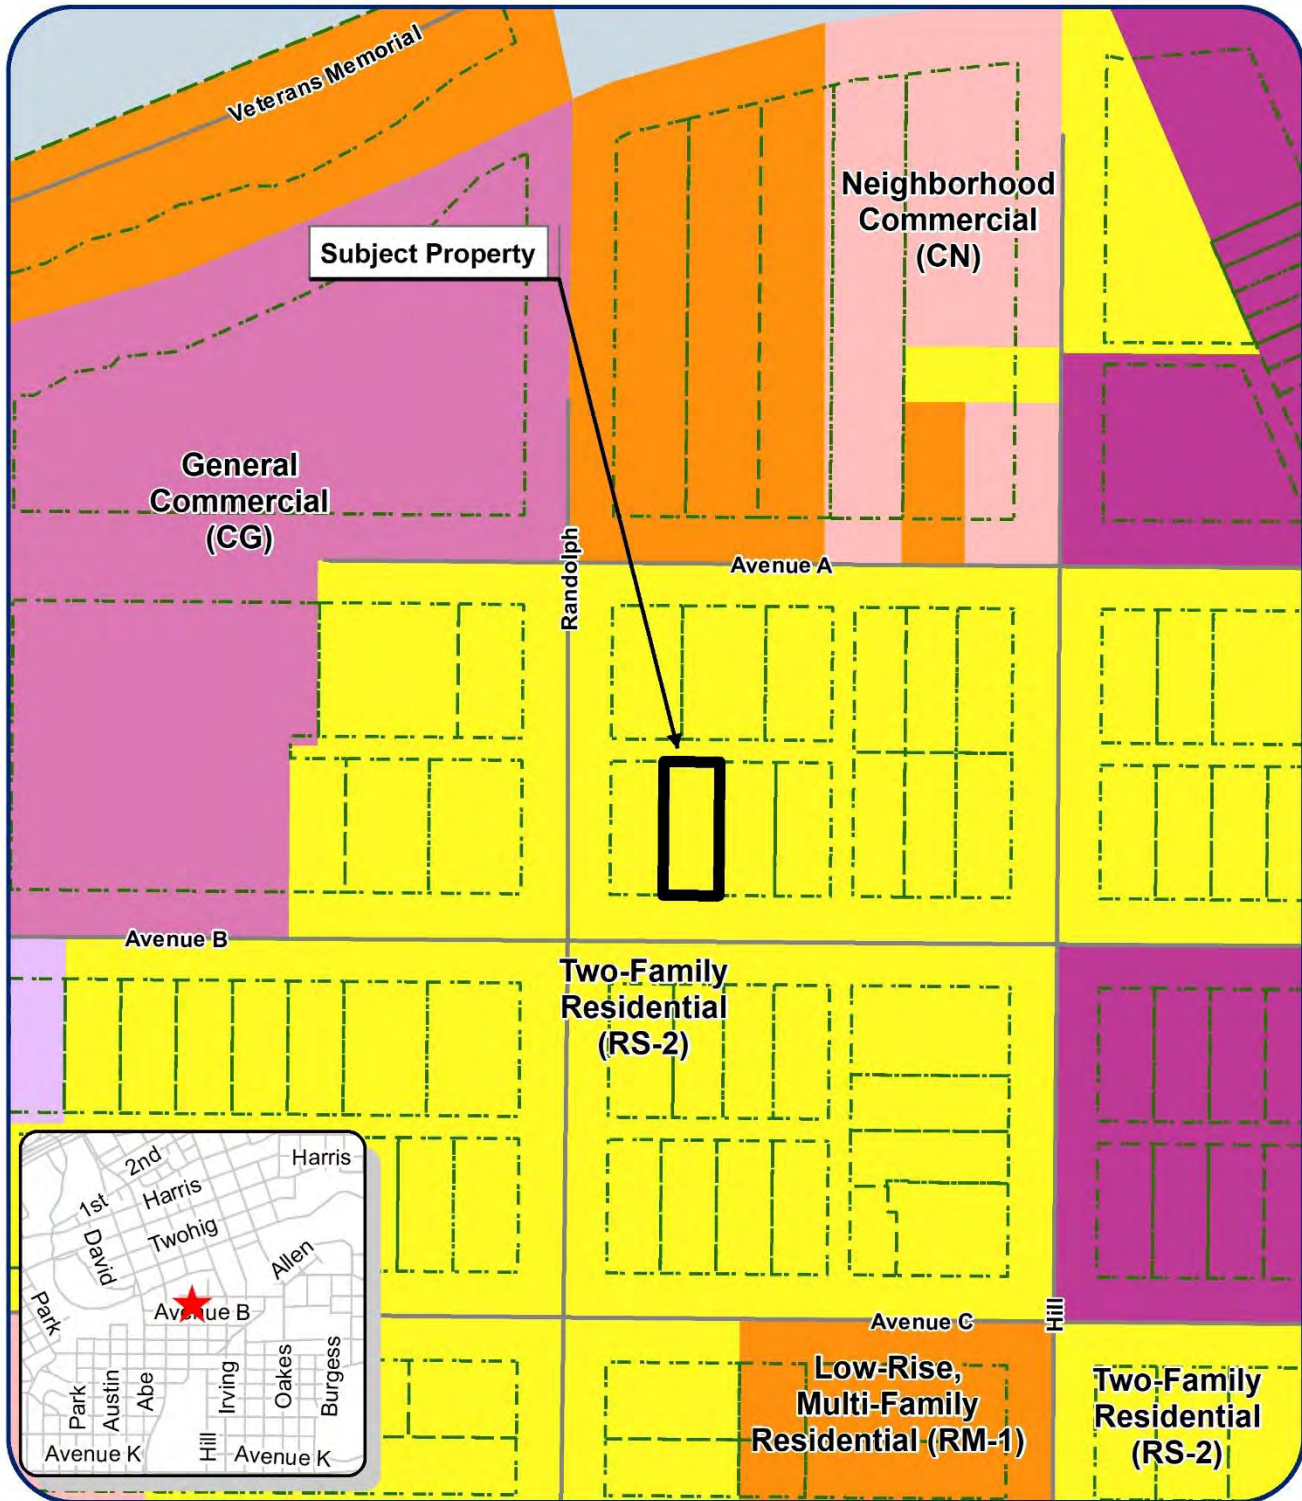 Veterans Memorial
Neighborhood
Commercial
(CN)
Subject Property
General
Commercial
(CG)
Randolph
Avenue A
Avenue B
Two-Family
Residential
(RS-2)
Avenue C
Hill
Low-Rise,
Multi-Family
Residential (RM-1)
Two-Family
Residential
(RS-2)
2nd
Harris
1st
Harris
Twohig
David
Allen
Park
Avenue B
Park
Austin
Abe
Irving
Oakes
Burgess
Hill
Avenue K
Avenue K